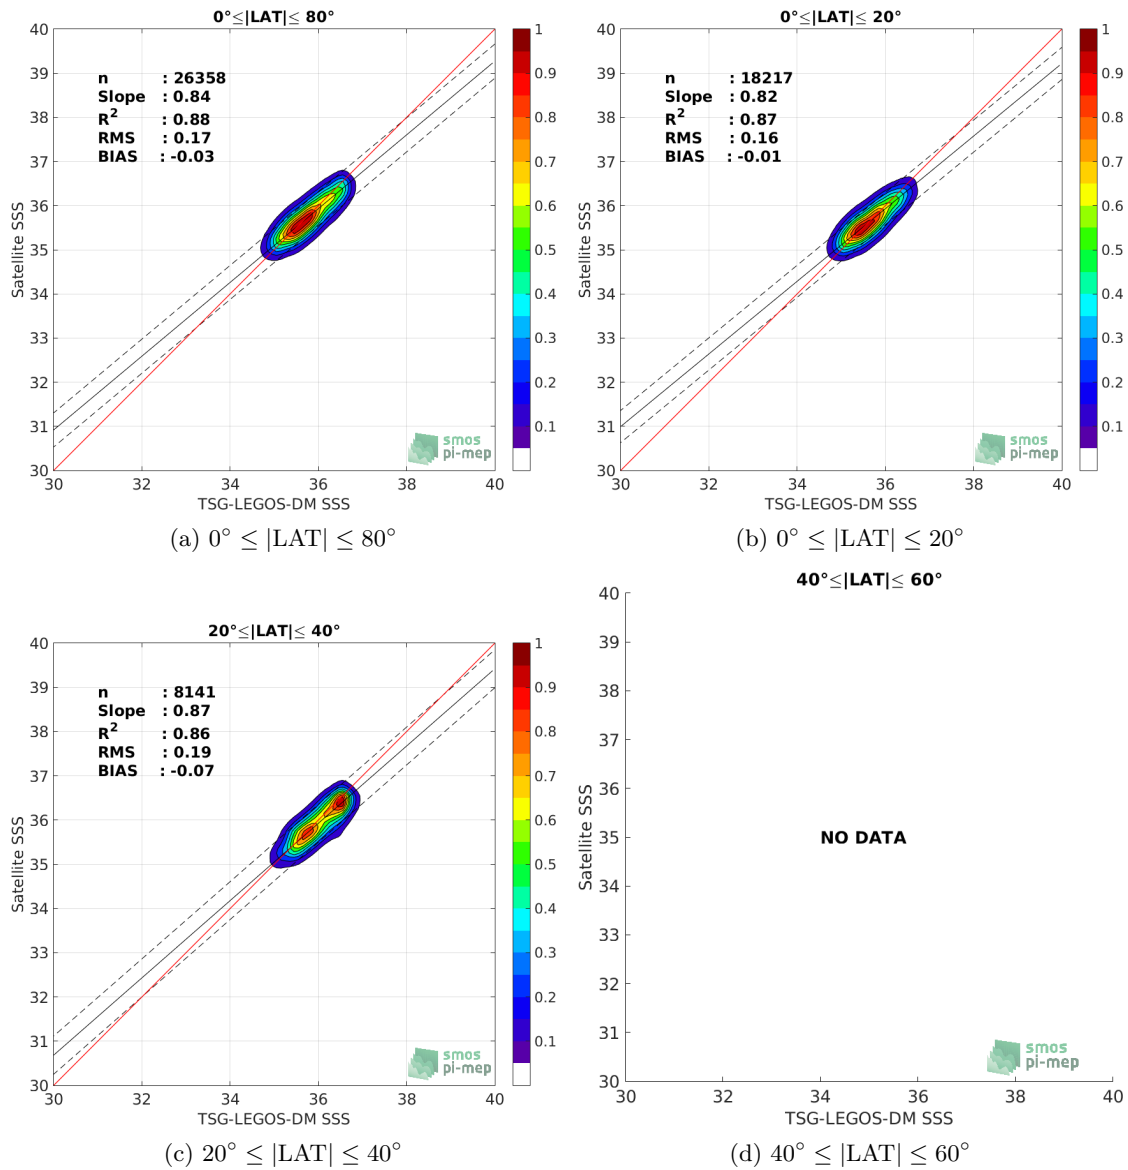 0°≤|LAT|≤ 80°
40
39
38
37
36
35
34
33
32
31
30
Satellite SSS
n : 26358
Slope : 0.84
R² : 0.88
RMS : 0.17
BIAS : -0.03
30 32 34 36 38 40
TSG-LEGOS-DM SSS
smos
pi-mep
1
0.9
0.8
0.7
0.6
0.5
0.4
0.3
0.2
0.1
(a) 0° ≤ |LAT| ≤ 80°
0°≤|LAT|≤ 20°
40
39
38
37
36
35
34
33
32
31
30
Satellite SSS
n : 18217
Slope : 0.82
R² : 0.87
RMS : 0.16
BIAS : -0.01
30 32 34 36 38 40
TSG-LEGOS-DM SSS
smos
pi-mep
1
0.9
0.8
0.7
0.6
0.5
0.4
0.3
0.2
0.1
(b) 0° ≤ |LAT| ≤ 20°
20°≤|LAT|≤ 40°
40
39
38
37
36
35
34
33
32
31
30
Satellite SSS
n : 8141
Slope : 0.87
R² : 0.86
RMS : 0.19
BIAS : -0.07
30 32 34 36 38 40
TSG-LEGOS-DM SSS
smos
pi-mep
1
0.9
0.8
0.7
0.6
0.5
0.4
0.3
0.2
0.1
(c) 20° ≤ |LAT| ≤ 40°
40°≤|LAT|≤ 60°
40
39
38
37
36
35
34
33
32
31
30
Satellite SSS
NO DATA
30 32 34 36 38 40
TSG-LEGOS-DM SSS
smos
pi-mep
(d) 40° ≤ |LAT| ≤ 60°